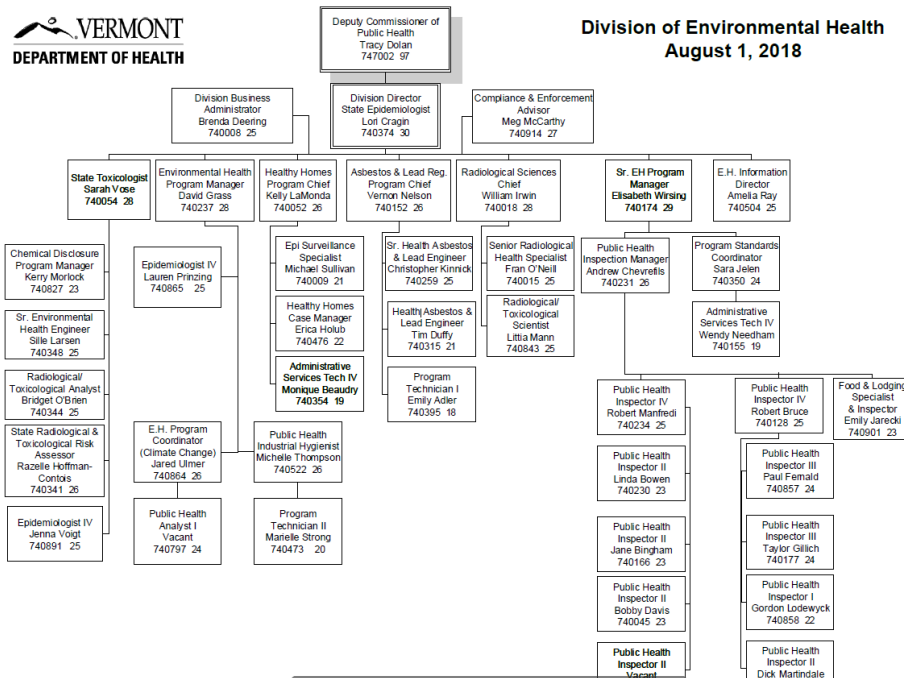 VERMONT
DEPARTMENT OF HEALTH
Division of Environmental Health
August 1, 2018
Deputy Commissioner of
Public Health
Tracy Dolan
747002 97
Division Business
Administrator
Brenda Deering
740008 25
Division Director
State Epidemiologist
Lori Cragin
740374 30
Compliance & Enforcement
Advisor
Meg McCarthy
740914 27
State Toxicologist
Sarah Vose
740054 28
Environmental Health
Program Manager
David Grass
740237 28
Healthy Homes
Program Chief
Kelly LaMonda
740052 26
Asbestos & Lead Reg.
Program Chief
Vernon Nelson
740152 26
Radiological Sciences
Chief
William Irwin
740018 28
Sr. EH Program
Manager
Elisabeth Wirsing
740174 29
E.H. Information
Director
Amelia Ray
740504 25
Chemical Disclosure
Program Manager
Kerry Morlock
740827 23
Sr. Environmental
Health Engineer
Sille Larsen
740348 25
Radiological/
Toxicological Analyst
Bridget O'Brien
740344 25
State Radiological &
Toxicological Risk
Assessor
Razelle Hoffman-
Contois
740341 26
Epidemiologist IV
Jenna Voigt
740891 25
Epidemiologist IV
Lauren Prinzing
740865 25
E.H. Program
Coordinator
(Climate Change)
Jared Ulmer
740864 26
Public Health
Analyst I
Vacant
740797 24
Public Health
Industrial Hygienist
Michelle Thompson
740522 26
Program
Technician II
Marielle Strong
740473 20
Epi Surveillance
Specialist
Michael Sullivan
740009 21
Healthy Homes
Case Manager
Erica Holub
740476 22
Administrative
Services Tech IV
Monique Beaudry
740354 19
Sr. Health Asbestos
& Lead Engineer
Christopher Kinnick
740259 25
Health Asbestos &
Lead Engineer
Tim Duffy
740315 21
Program
Technician I
Emily Adler
740395 18
Senior Radiological
Health Specialist
Fran O'Neill
740015 25
Radiological/
Toxicological
Scientist
Littia Mann
740843 25
Public Health
Inspection Manager
Andrew Chevrefils
740231 26
Program Standards
Coordinator
Sara Jelen
740350 24
Administrative
Services Tech IV
Wendy Needham
740155 19
Public Health
Inspector IV
Robert Manfredi
740234 25
Public Health
Inspector II
Linda Bowen
740230 23
Public Health
Inspector II
Jane Bingham
740166 23
Public Health
Inspector II
Bobby Davis
740045 23
Public Health
Inspector II
Vacant
Public Health
Inspector IV
Robert Bruce
740128 25
Public Health
Inspector III
Paul Fernald
740857 24
Public Health
Inspector III
Taylor Gillich
740177 24
Public Health
Inspector I
Gordon Lodewyck
740858 22
Public Health
Inspector II
Dick Martindale
Food & Lodging
Specialist
& Inspector
Emily Jarecki
740901 23